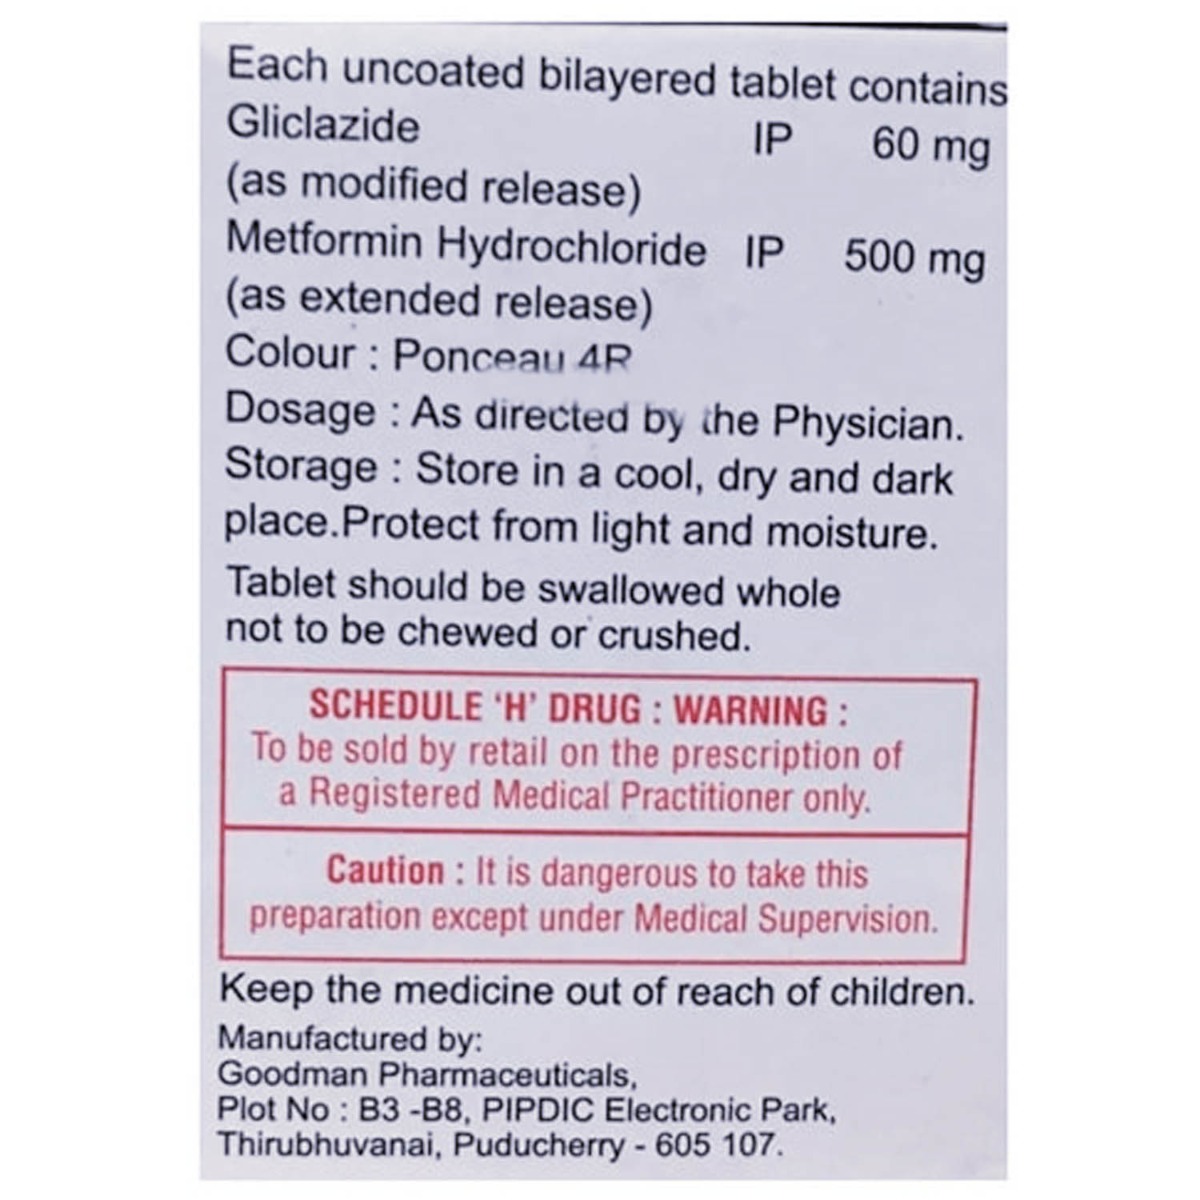 Each uncoated bilayered tablet contains
Gliclazide IP 60 mg
(as modified release)
Metformin Hydrochloride IP 500 mg
(as extended release)
Colour : Ponceau 4R
Dosage : As directed by the Physician.
Storage : Store in a cool, dry and dark
place.Protect from light and moisture.
Tablet should be swallowed whole
not to be chewed or crushed.
SCHEDULE 'H' DRUG : WARNING :
To be sold by retail on the prescription of
a Registered Medical Practitioner only.
Caution : It is dangerous to take this
preparation except under Medical Supervision.
Keep the medicine out of reach of children.
Manufactured by:
Goodman Pharmaceuticals,
Plot No : B3 -B8, PIPDIC Electronic Park,
Thirubhuvanai, Puducherry - 605 107.